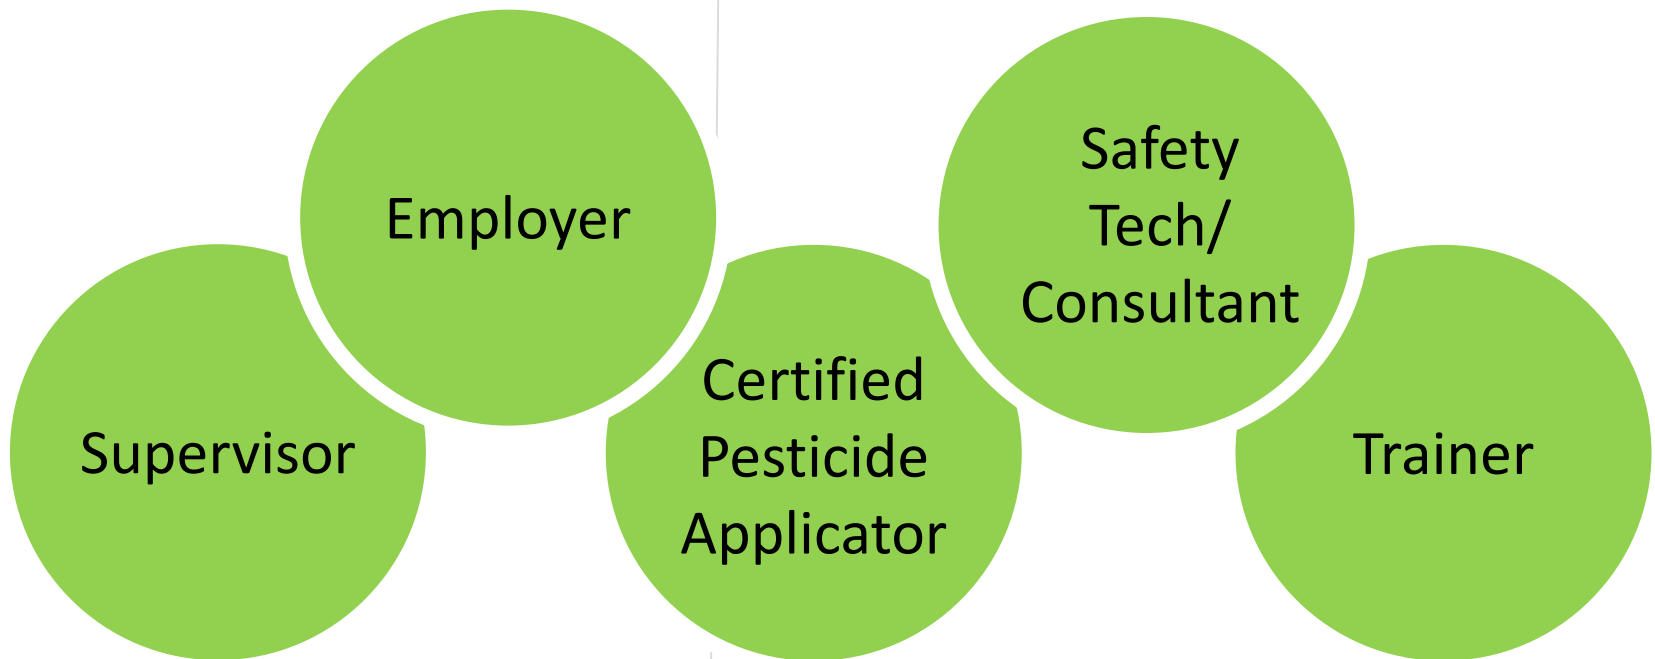 Supervisor
Employer
Certified
Pesticide
Applicator
Safety
Tech/
Consultant
Trainer